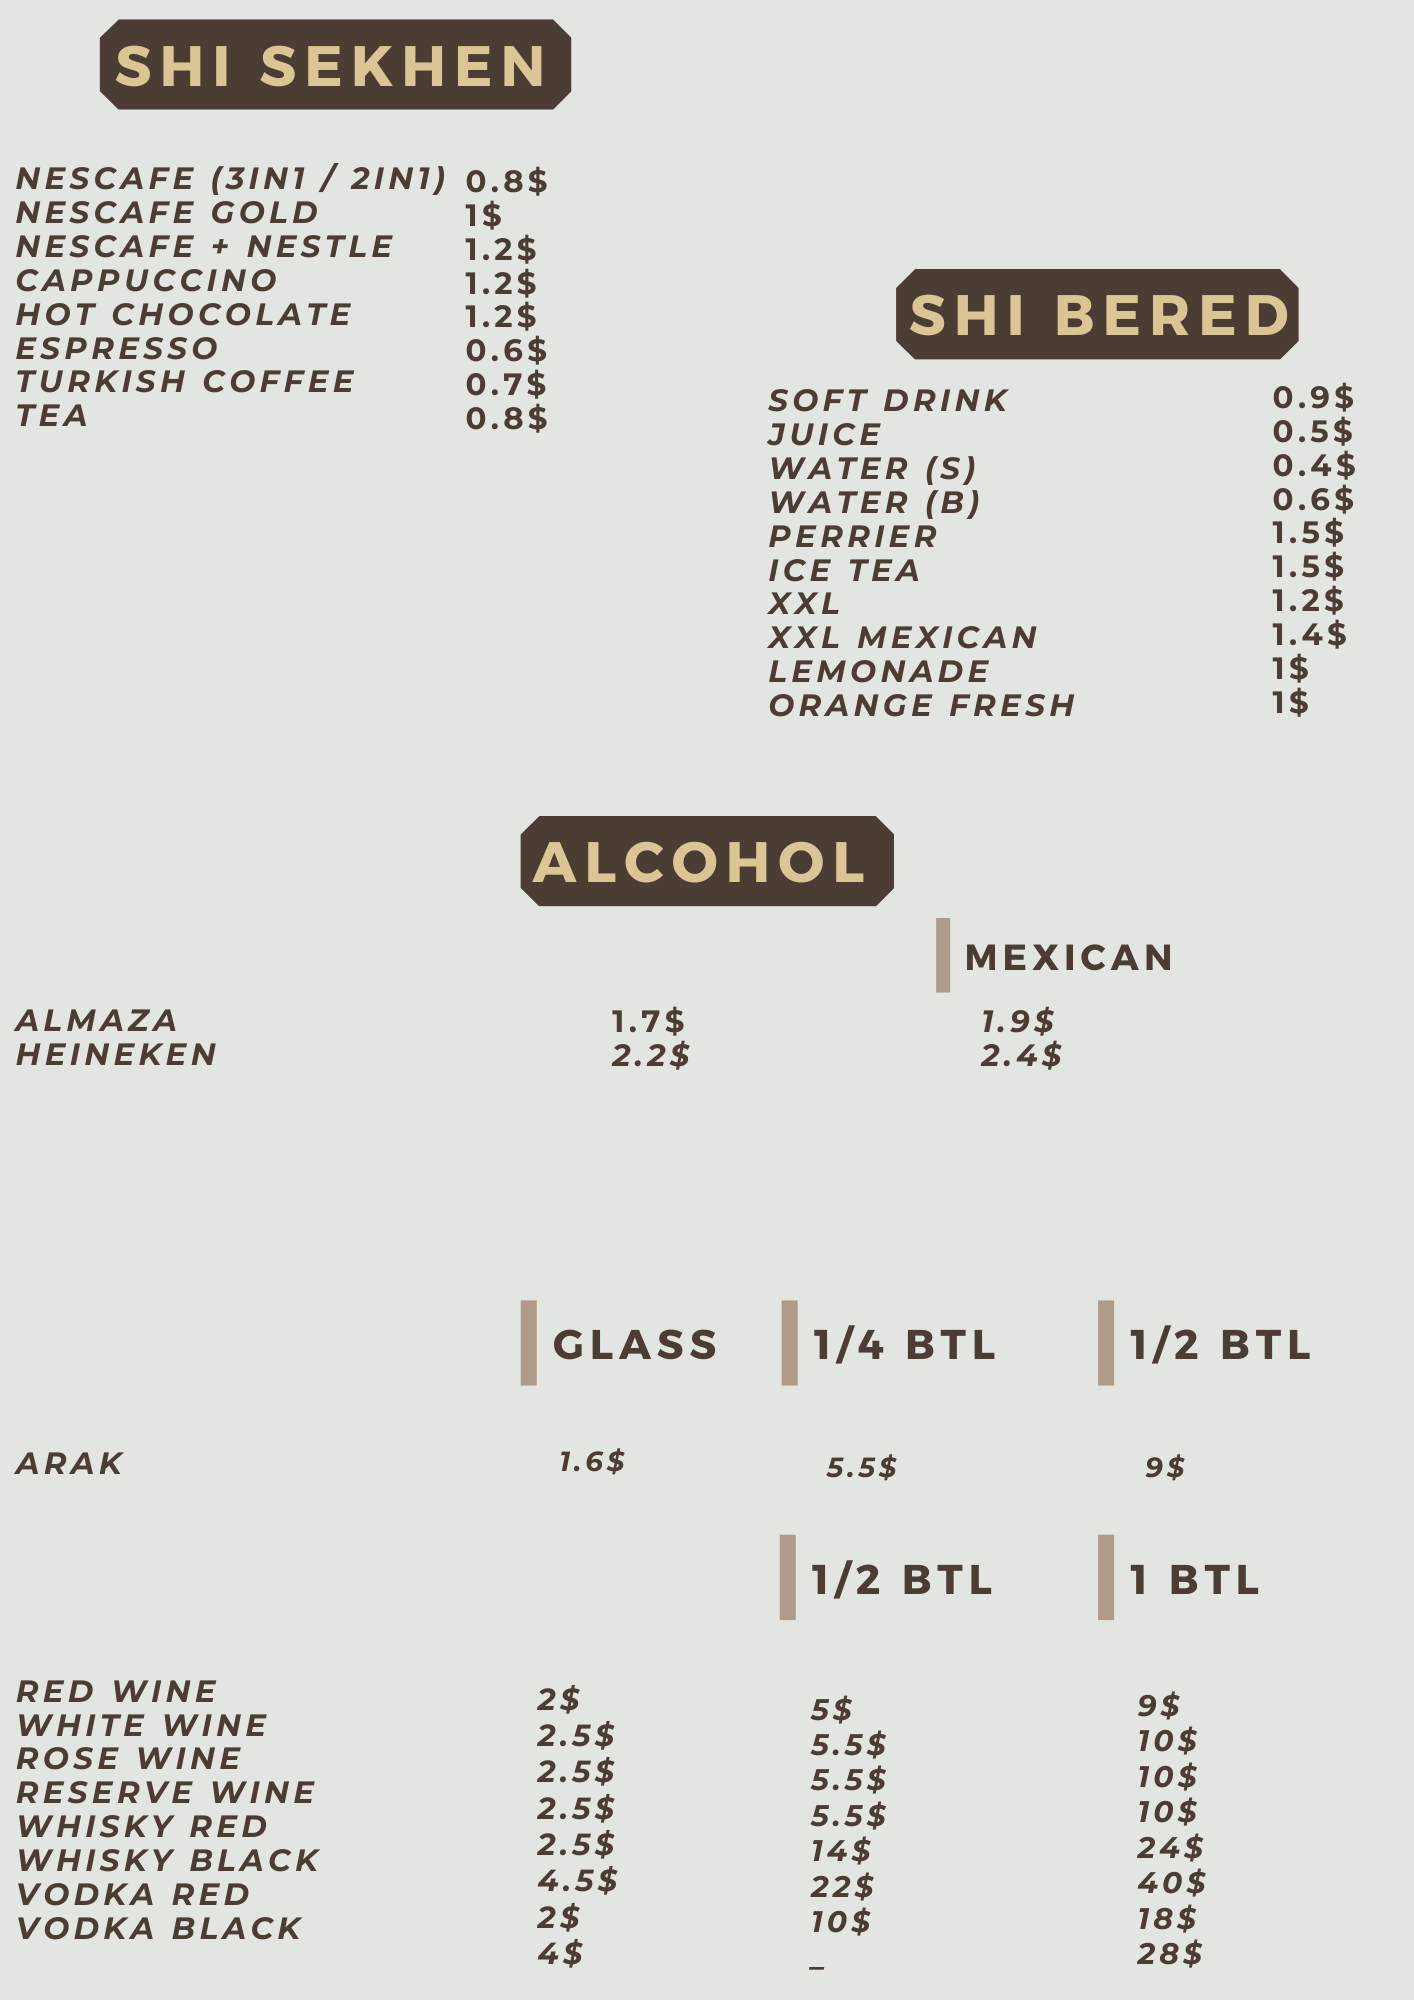 SHI SEKHEN
NESCAFE (3IN1 / 2IN1) 0.8$
NESCAFE GOLD 1$
NESCAFE + NESTLE 1.2$
CAPPUCCINO 1.2$
HOT CHOCOLATE 1.2$
ESPRESSO 0.6$
TURKISH COFFEE 0.7$
TEA 0.8$
SHI BERED
SOFT DRINK 0.9$
JUICE 0.5$
WATER (S) 0.4$
WATER (B) 0.6$
PERRIER 1.5$
ICE TEA 1.5$
XXL 1.2$
XXL MEXICAN 1.4$
LEMONADE 1$
ORANGE FRESH 1$
ALCOHOL
MEXICAN
ALMAZA 1.7$ 1.9$
HEINEKEN 2.2$ 2.4$
GLASS 1/4 BTL 1/2 BTL
ARAK 1.6$ 5.5$ 9$
1/2 BTL 1 BTL
RED WINE 2$ 5$ 9$
WHITE WINE 2.5$ 5.5$ 10$
ROSE WINE 2.5$ 5.5$ 10$
RESERVE WINE 2.5$ 5.5$ 10$
WHISKY RED 2.5$ 14$ 24$
WHISKY BLACK 4.5$ 22$ 40$
VODKA RED 2$ 10$ 18$
VODKA BLACK 4$ _ 28$